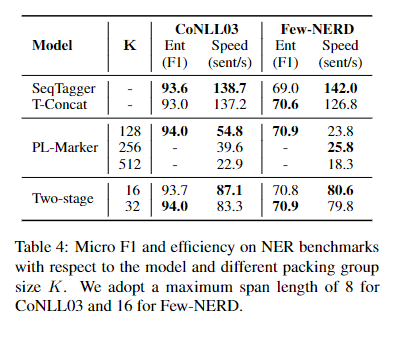 CoNLL03 Few-NERD
Model K Ent Speed Ent Speed
(F1) (sent/s) (F1) (sent/s)
SeqTagger - 93.6 138.7 69.0 142.0
T-Concat - 93.0 137.2 70.6 126.8
128 94.0 54.8 70.9 23.8
PL-Marker 256 - 39.6 - 25.8
512 - 22.9 - 18.3
Two-stage 16 93.7 87.1 70.8 80.6
32 94.0 83.3 70.9 79.8
Table 4: Micro F1 and efficiency on NER benchmarks
with respect to the model and different packing group
size K. We adopt a maximum span length of 8 for
CoNLL03 and 16 for Few-NERD.